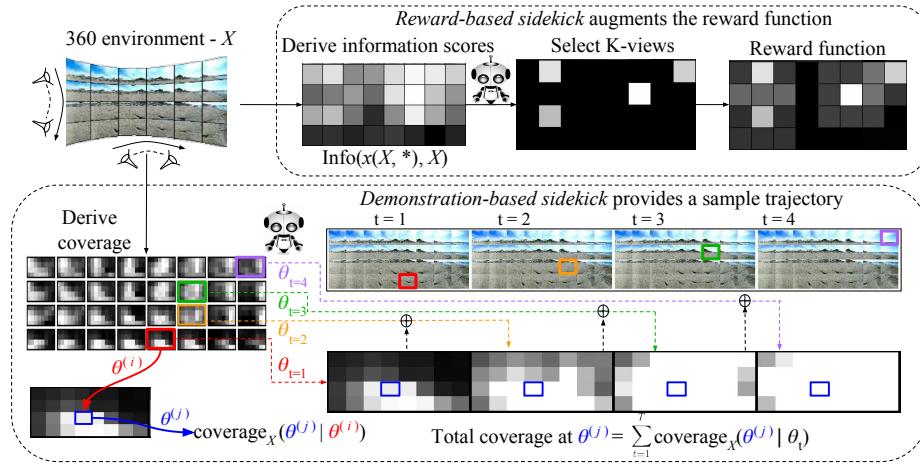 Reward-based sidekick augments the reward function
360 environment - X
Derive information scores
Select K-views
Reward function
Info(x(X, *), X)
Demonstration-based sidekick provides a sample trajectory
Derive
coverage
t = 1
t = 2
t = 3
t = 4
θt=4
θt=3
θt=2
θt=1
θ(i)
θ(j)
coverageX(θ(j)| θ(i))
Total coverage at θ(j) = T∑t=1 coverageX(θ(j) | θt)